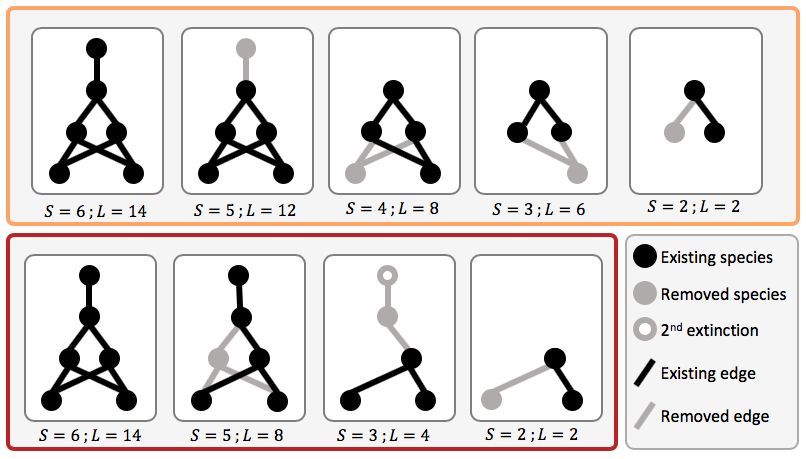 S = 6 ; L = 14
S = 5 ; L = 12
S = 4 ; L = 8
S = 3 ; L = 6
S = 2 ; L = 2
S = 6 ; L = 14
S = 5 ; L = 8
S = 3 ; L = 4
S = 2 ; L = 2
Existing species
Removed species
2nd extinction
Existing edge
Removed edge